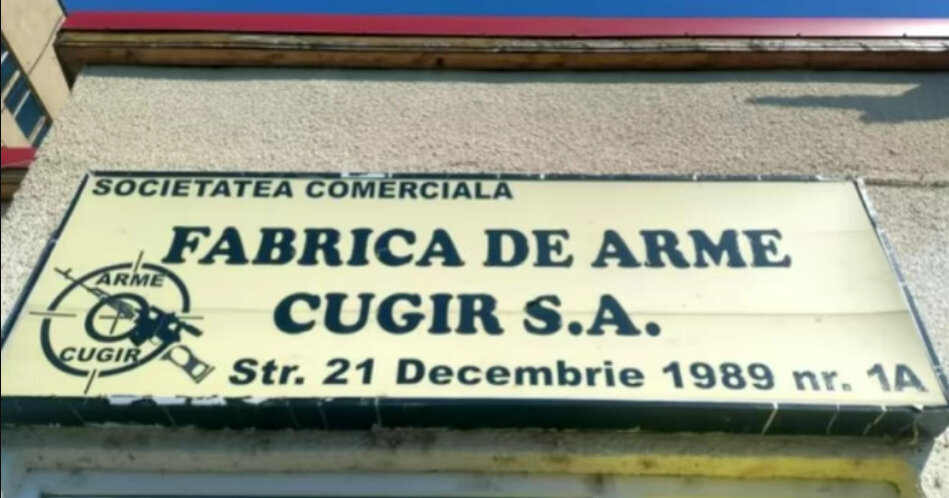 SOCIETATEA COMERCIALA
FABRICA DE ARME
CUGIR S.A.
ARME
CUGIR
Str. 21 Decembrie 1989 nr. 1A